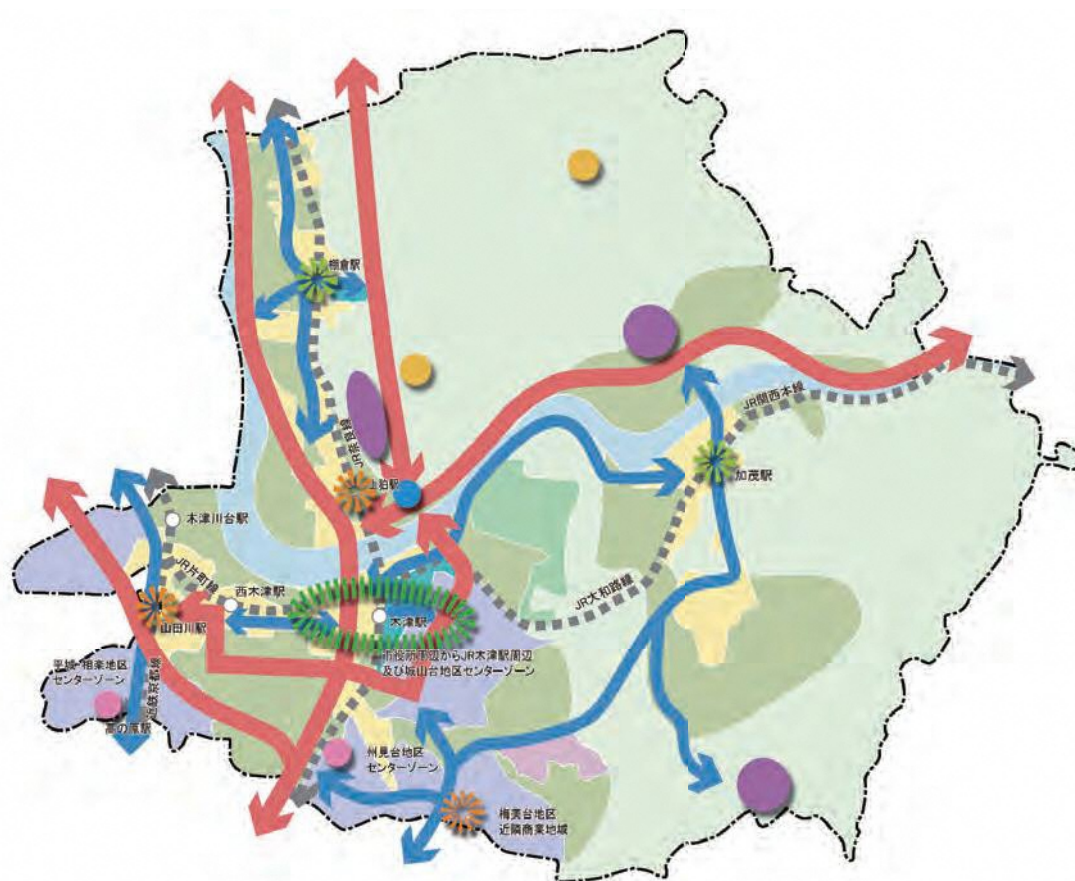 棚倉駅
JR奈良線
上狛駅
JR関西本線
加茂駅
木津川台駅
JR片町線
西木津駅
JR大和路線
木津駅
山田川駅
市役所周辺からJR木津駅周辺
及び城山台地区センターゾーン
平城・相楽地区
センターゾーン
近鉄京都線
高の原駅
州見台地区
センターゾーン
梅美台地区
近隣商業地域